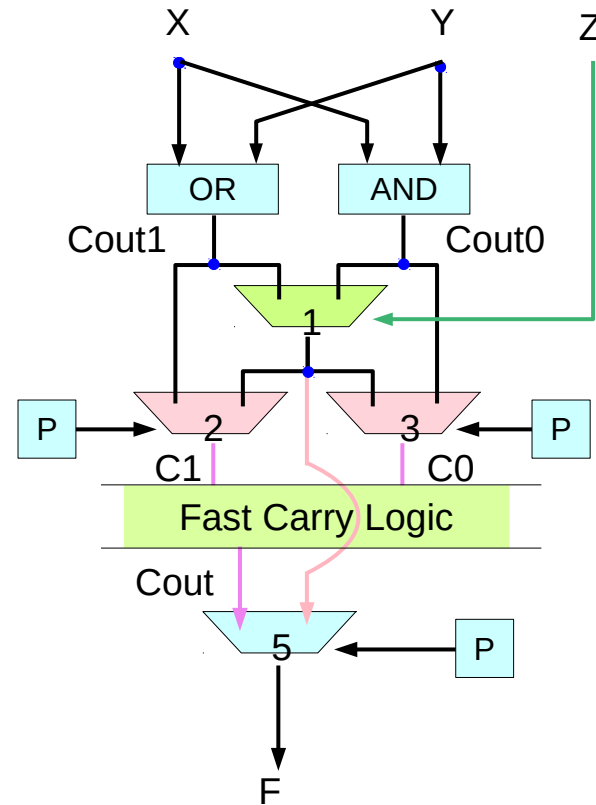 X Y Z
OR AND
Cout1 Cout0
1
P 2 3 P
C1 C0
Fast Carry Logic
Cout
5 P
F